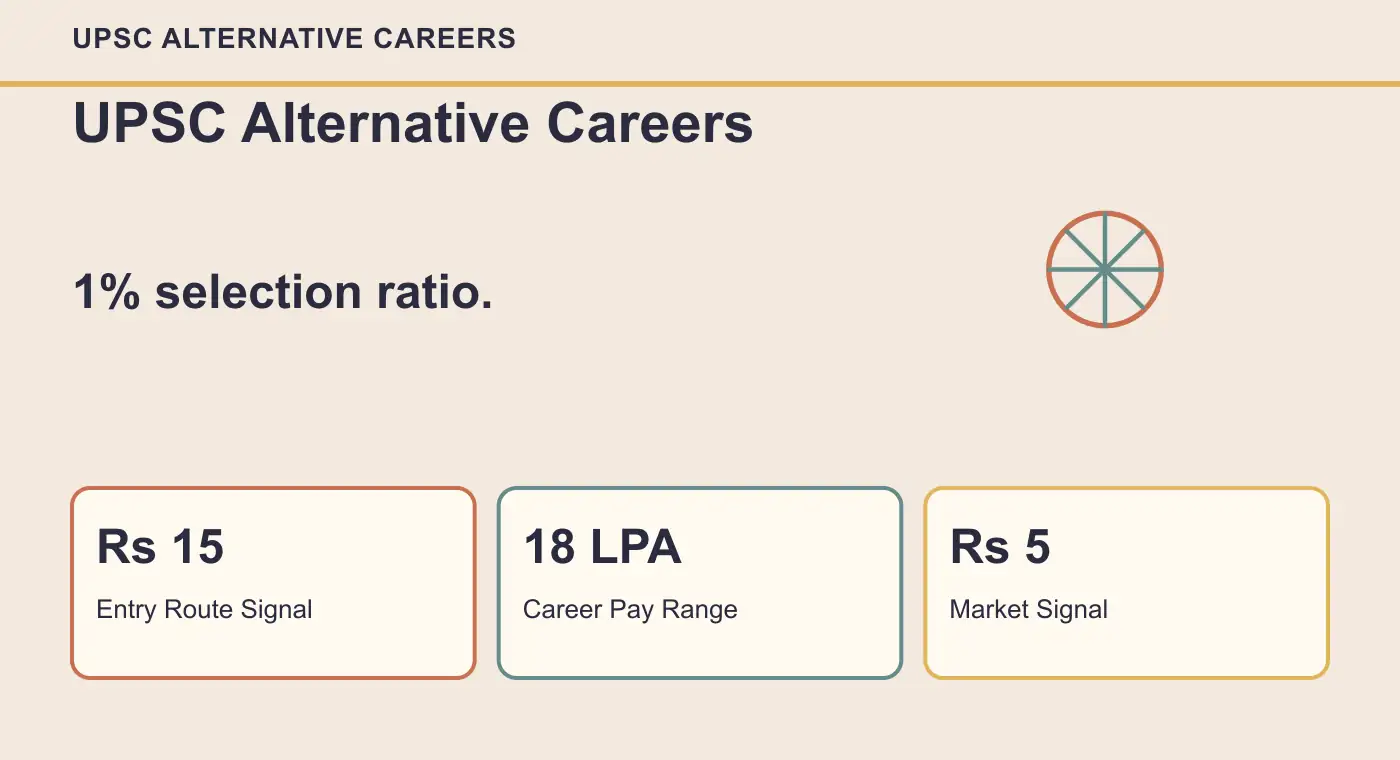 UPSC ALTERNATIVE CAREERS
UPSC Alternative Careers
1% selection ratio.
Rs 15
Entry Route Signal
18 LPA
Career Pay Range
Rs 5
Market Signal